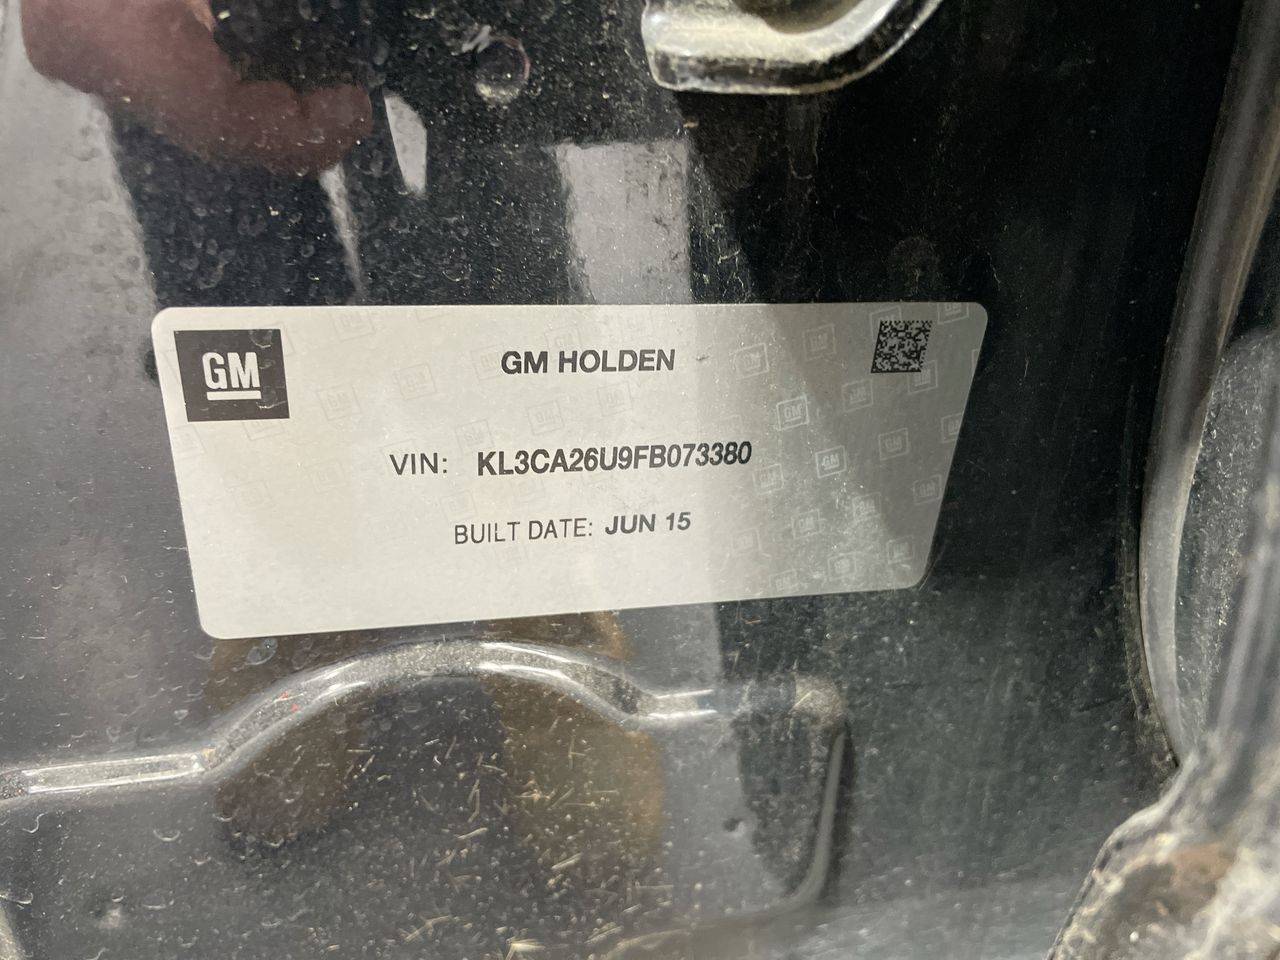 GM
GM HOLDEN
VIN: KL3CA26U9FB073380
BUILT DATE: JUN 15